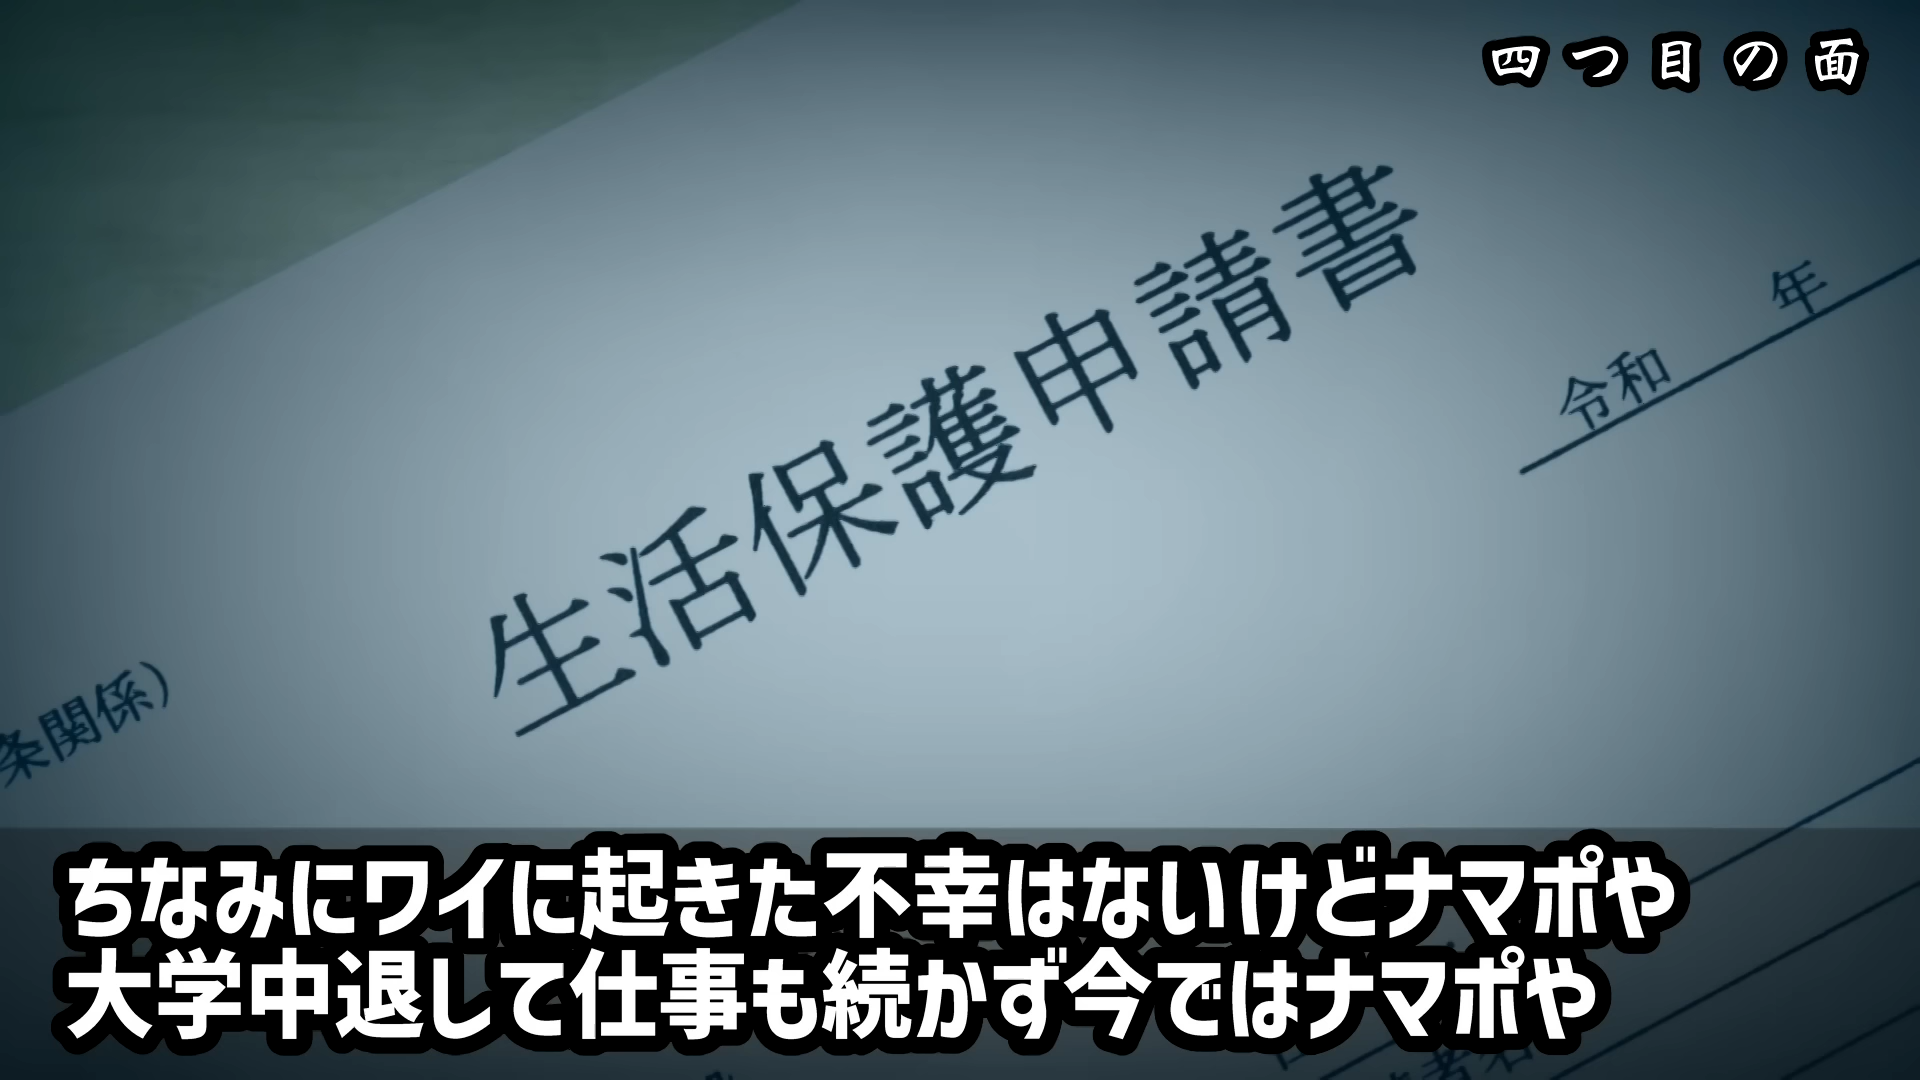 四つ目の面
生活保護申請書
令和 年
条関係)
ちなみにワイに起きた不幸はないけどナマポや
大学中退して仕事も続かず今ではナマポや